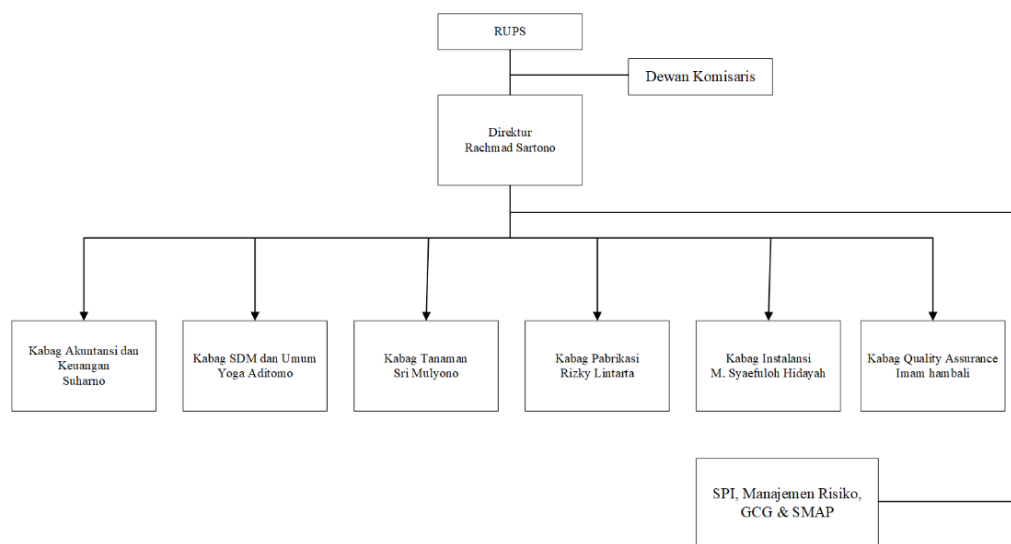 RUPS
Dewan Komisaris
Direktur
Rachmad Sartono
Kabag Akuntansi dan
Keuangan
Suharno
Kabag SDM dan Umum
Yoga Aditomo
Kabag Tanaman
Sri Mulyono
Kabag Pabrikasi
Rizky Lintarta
Kabag Instalansi
M. Syaefuloh Hidayah
Kabag Quality Assurance
Imam hambali
SPI, Manajemen Risiko,
GCG & SMAP